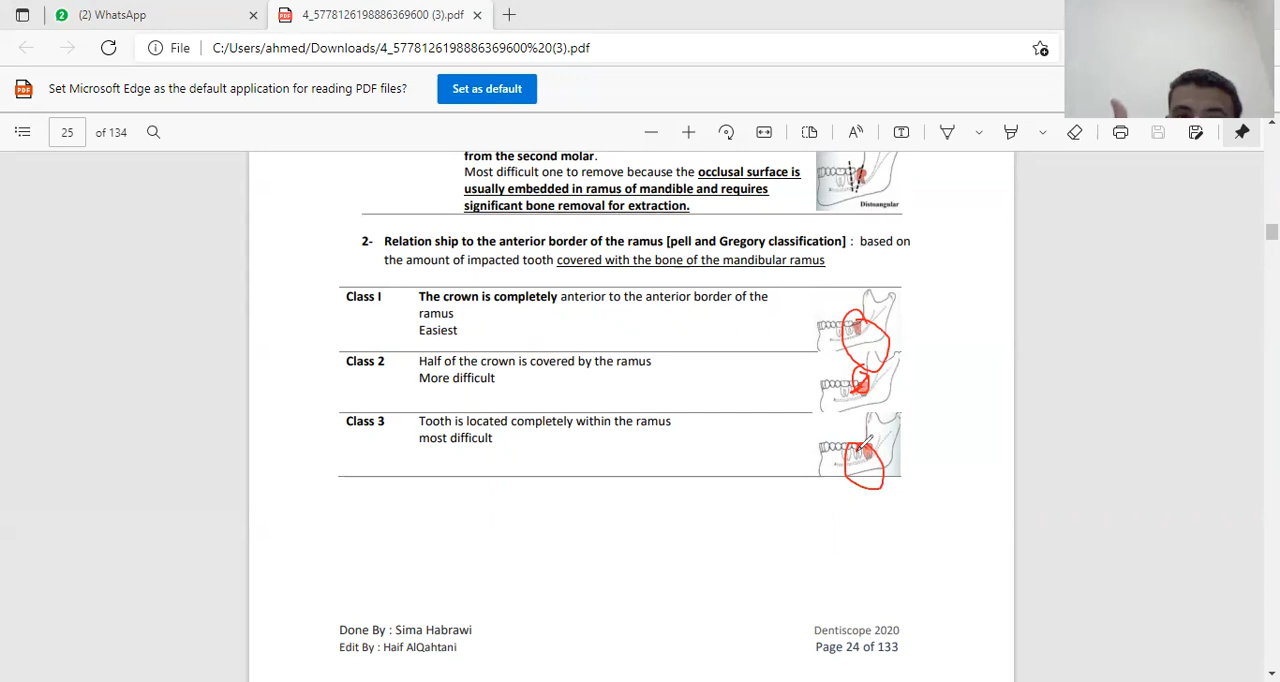 (2) WhatsApp
4_5778126198886369600 (3).pdf
File
C:/Users/ahmed/Downloads/4_5778126198886369600%20(3).pdf
Set Microsoft Edge as the default application for reading PDF files?
Set as default
25
of 134
from the second molar.
Most difficult one to remove because the occlusal surface is
usually embedded in ramus of mandible and requires
significant bone removal for extraction.
Distoangular
2- Relation ship to the anterior border of the ramus [pell and Gregory classification] : based on
the amount of impacted tooth covered with the bone of the mandibular ramus
Class I
The crown is completely anterior to the anterior border of the
ramus
Easiest
Class 2
Half of the crown is covered by the ramus
More difficult
Class 3
Tooth is located completely within the ramus
most difficult
Done By : Sima Habrawi
Edit By : Haif AlQahtani
Dentiscope 2020
Page 24 of 133